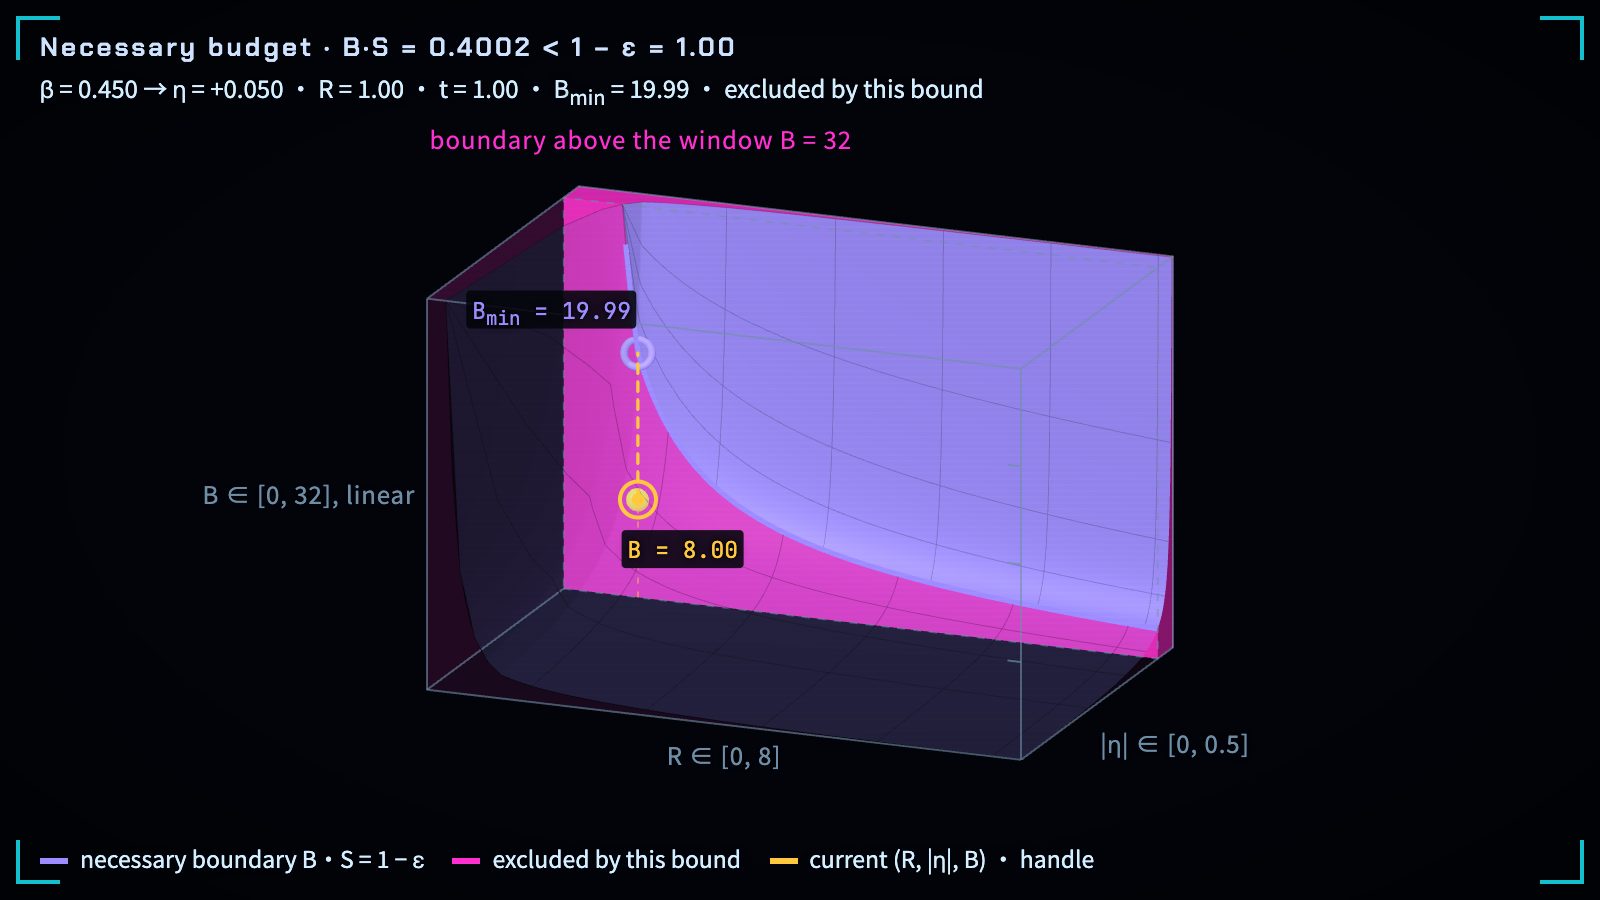 Necessary budget · B·S = 0.4002 < 1 − ε = 1.00
β = 0.450 → η = +0.050 • R = 1.00 • t = 1.00 • Bmin = 19.99 • excluded by this bound
boundary above the window B = 32
Bmin = 19.99
B = 8.00
B ∈ [0, 32], linear
R ∈ [0, 8]
|η| ∈ [0, 0.5]
necessary boundary B • S = 1 − ε
excluded by this bound
current (R, |η|, B) • handle